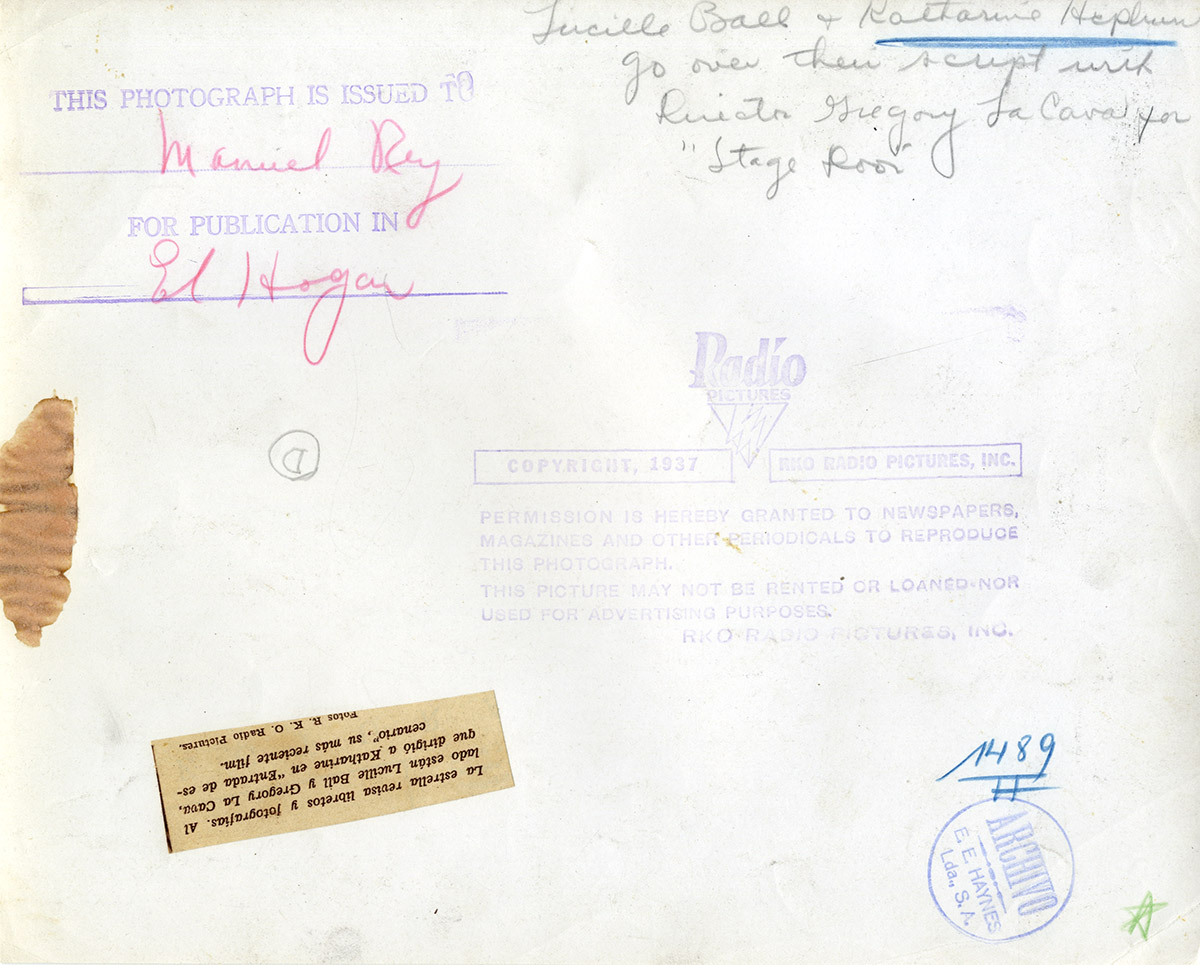 Lucille Ball + Katharine Hepburn
go over their script with
Director Gregory La Cava for
"Stage Door"
THIS PHOTOGRAPH IS ISSUED TO
Manuel Rey
FOR PUBLICATION IN
El Hogar
Radio
PICTURES
COPYRIGHT, 1937
RKO RADIO PICTURES, INC.
PERMISSION IS HEREBY GRANTED TO NEWSPAPERS,
MAGAZINES AND OTHER PERIODICALS TO REPRODUCE
THIS PHOTOGRAPH.
THIS PICTURE MAY NOT BE RENTED OR LOANED NOR
USED FOR ADVERTISING PURPOSES.
RKO RADIO PICTURES, INC.
D
La estrella revisa libretos y fotografías. Al
lado están Lucille Ball y Gregory La Cava,
que dirigió a Katharine en "Entrada de es-
cenario", su más reciente film.
Fotos R. K. O. Radio Pictures.
1489
ARCHIVO
E. E. HAYNES
Lda., S. A.